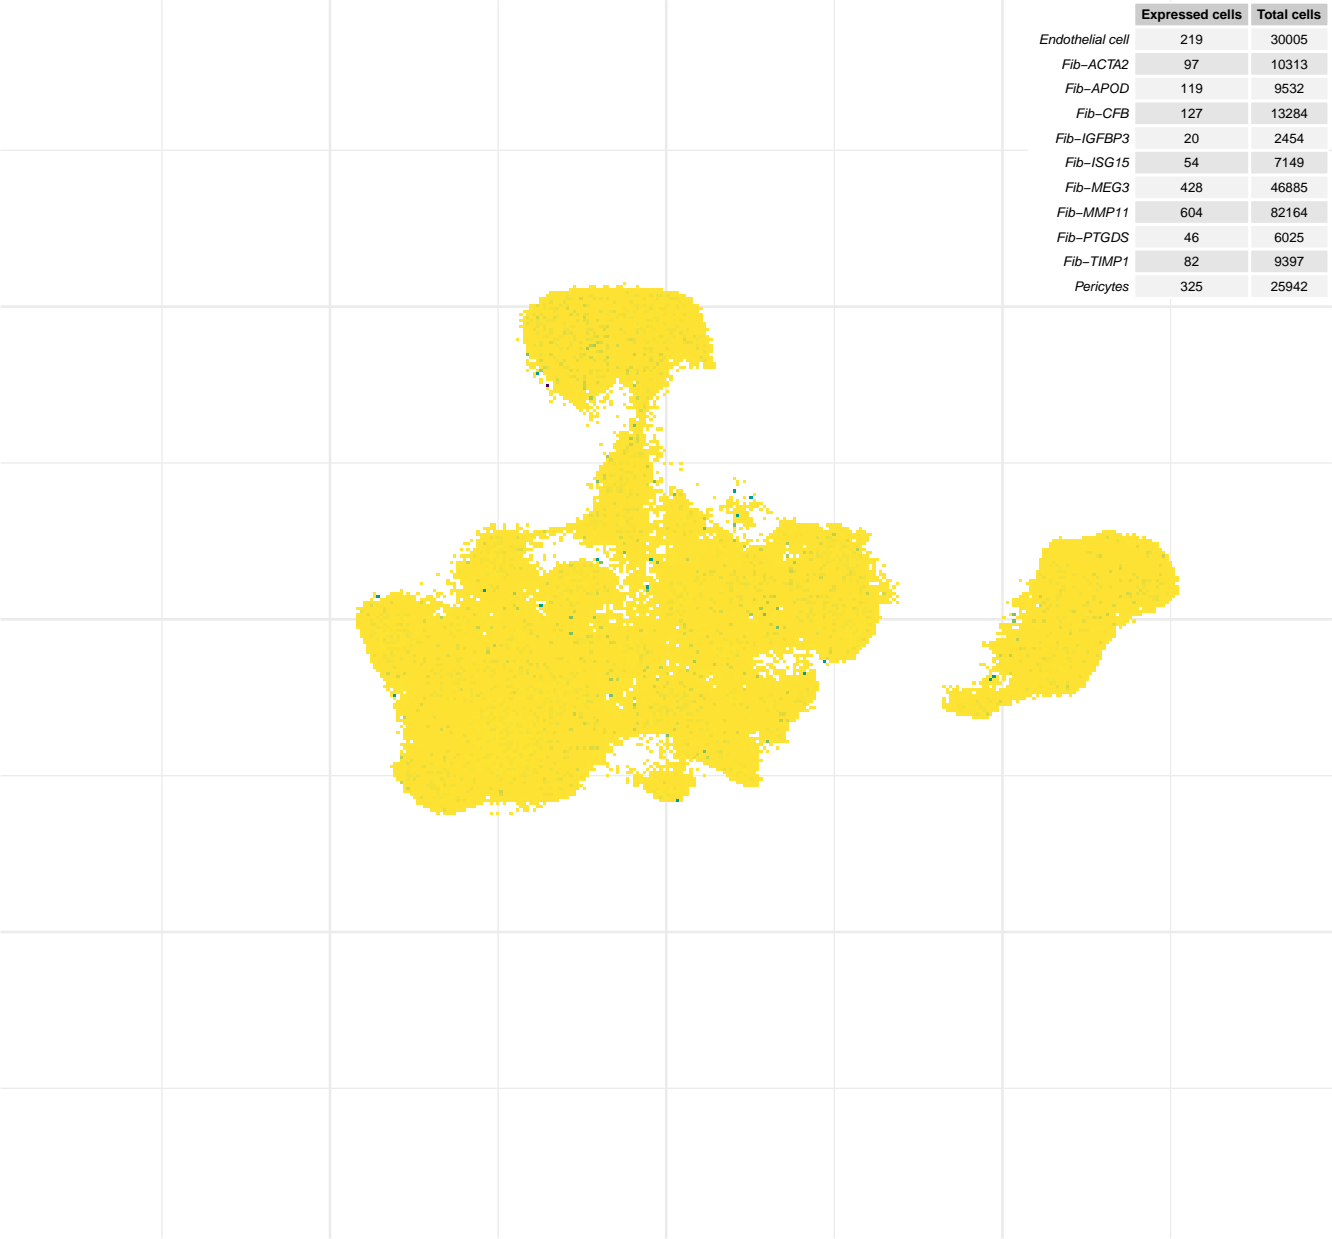 Expressed cells Total cells
Endothelial cell 219 30005
Fib−ACTA2 97 10313
Fib−APOD 119 9532
Fib−CFB 127 13284
Fib−IGFBP3 20 2454
Fib−ISG15 54 7149
Fib−MEG3 428 46885
Fib−MMP11 604 82164
Fib−PTGDS 46 6025
Fib−TIMP1 82 9397
Pericytes 325 25942